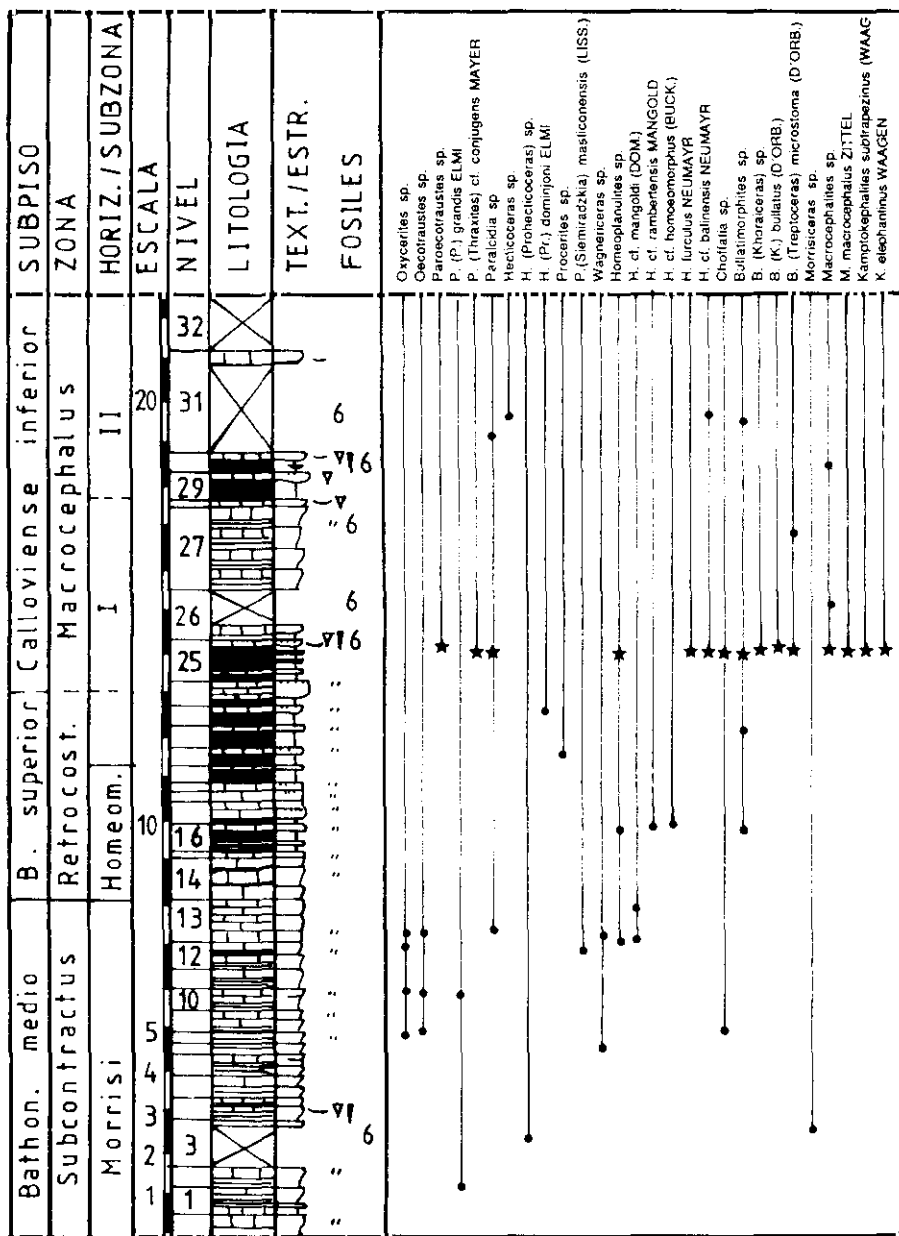 SUBPISO
ZONA
HORIZ./SUBZONA
ESCALA
NIVEL
LITOLOGIA
TEXT./ESTR.
FOSILES
Oxycerites sp.
Oecotraustes sp.
Paroecotraustes sp.
P. (P.) grandis ELMI
P. (Thraxites) cf. conjugens MAYER
Paralcidia sp.
Hecticoceras sp.
H. (Prohecticoceras) sp.
H. (Pr.) dominjoni ELMI
Procerites sp.
P. (Siemiradzkia) masliconensis (LISS.)
Wagnericeras sp.
Homeoplanulites sp.
H. cf. mangoldi (DOM.)
H. cf. rambertensis MANGOLD
H. cf. homoeomorphus (BUCK.)
H. furculus NEUMAYR
H. cf. balinensis NEUMAYR
Choffatia sp.
Bullatimorphites sp.
B. (Khoraiceras) sp.
B. (K.) bullatus (D'ORB.)
B. (Treptoceras) microstoma (D'ORB.)
Morrisiceras sp.
Macrocephalites sp.
M. macrocephalus ZITTEL
Kamptokephalites subtrapezinus (WAAG
K. elephantinus WAAGEN
Calloviense inferior
B. superior
Bathon. medio
Macrocephalus
Retrocost.
Subcontractus
II
I
Homeom.
Morrisi
20
10
5
4
3
2
1
32
31
29
27
26
25
16
14
13
12
10
3
1
6
6
6
6
6
6